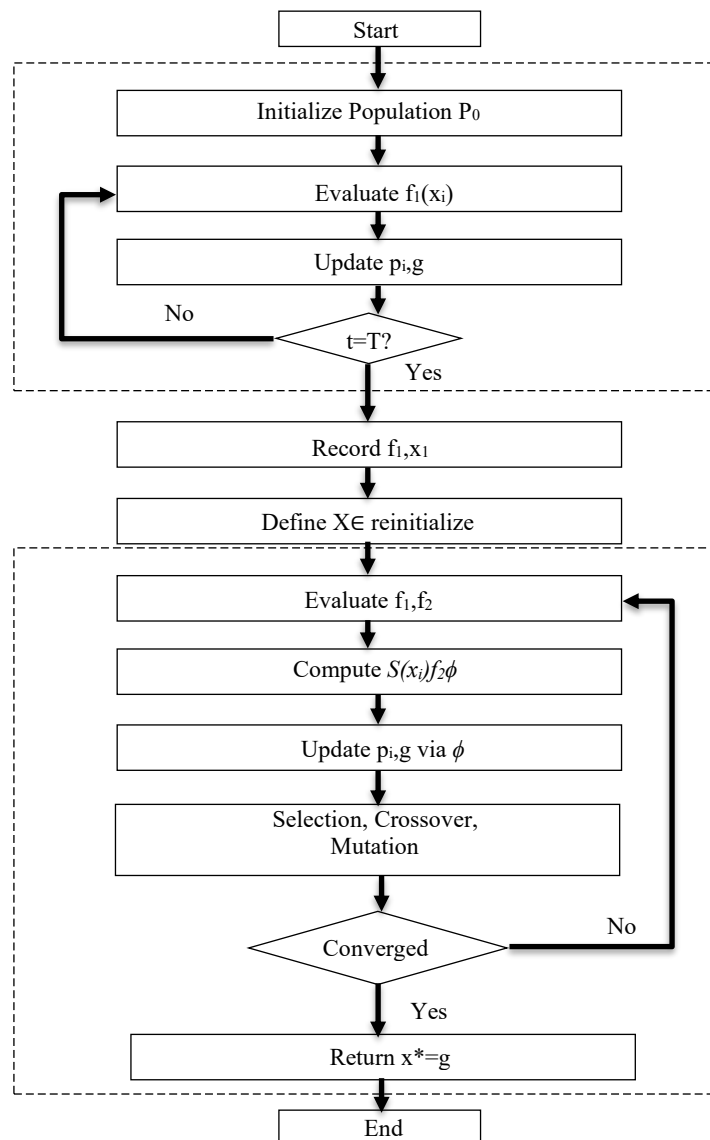 Start
Initialize Population P₀
Evaluate f₁(xᵢ)
Update pᵢ,g
No
t=T?
Yes
Record f₁,x₁
Define X∈ reinitialize
Evaluate f₁,f₂
Compute S(xᵢ)f₂ϕ
Update pᵢ,g via ϕ
Selection, Crossover,
Mutation
No
Converged
Yes
Return x*=g
End